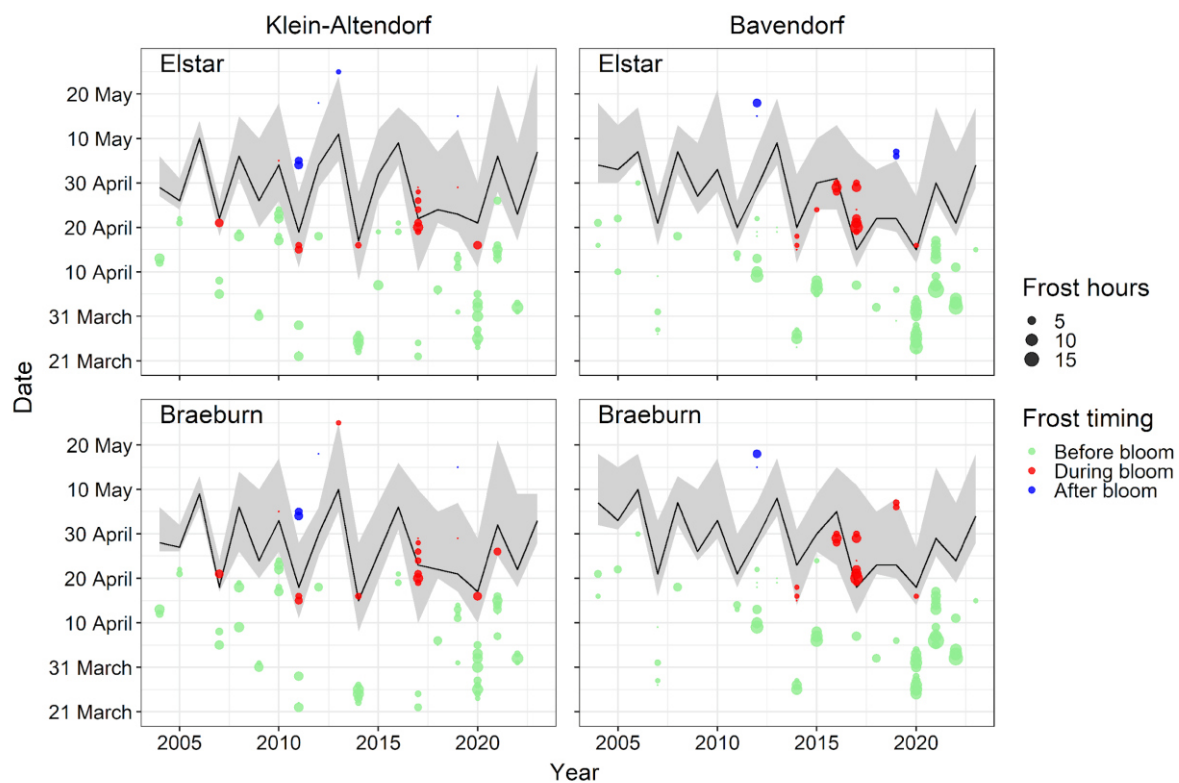 Klein-Altendorf
Bavendorf
Elstar
Elstar
20 May
10 May
30 April
20 April
10 April
31 March
21 March
Braeburn
Braeburn
20 May
10 May
30 April
20 April
10 April
31 March
21 March
Date
2005 2010 2015 2020
2005 2010 2015 2020
Year
Frost hours
5
10
15
Frost timing
Before bloom
During bloom
After bloom